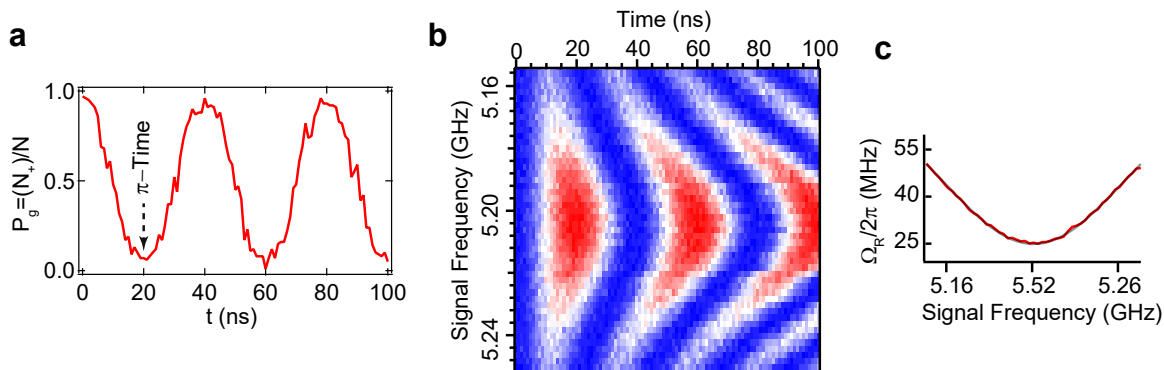 a
P_g=(N_+)/N
1.0
0.5
0.0
π−Time
0 20 40 60 80 100
t (ns)
b
Time (ns)
0 20 40 60 80 100
Signal Frequency (GHz)
5.16
5.20
5.24
c
Ω_R/2π (MHz)
55
40
25
5.16 5.52 5.26
Signal Frequency (GHz)